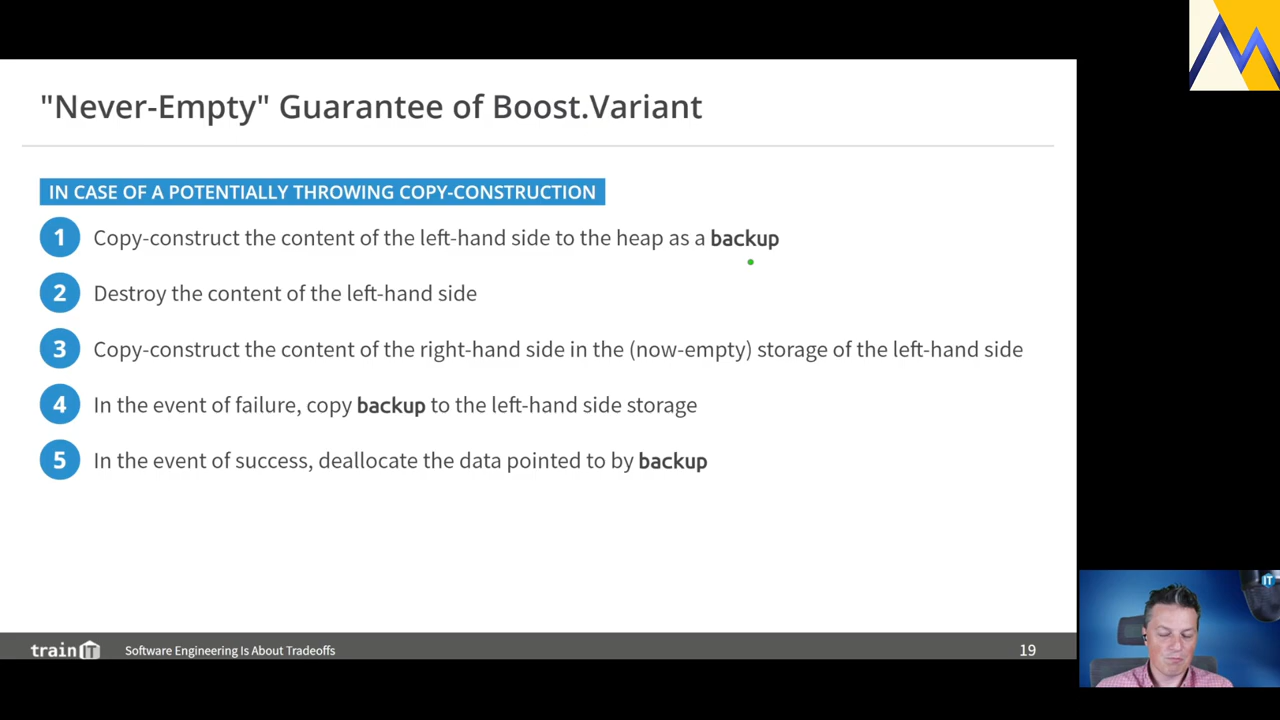 "Never-Empty" Guarantee of Boost.Variant
IN CASE OF A POTENTIALLY THROWING COPY-CONSTRUCTION
1 Copy-construct the content of the left-hand side to the heap as a backup
2 Destroy the content of the left-hand side
3 Copy-construct the content of the right-hand side in the (now-empty) storage of the left-hand side
4 In the event of failure, copy backup to the left-hand side storage
5 In the event of success, deallocate the data pointed to by backup
train IT Software Engineering Is About Tradeoffs 19
IT